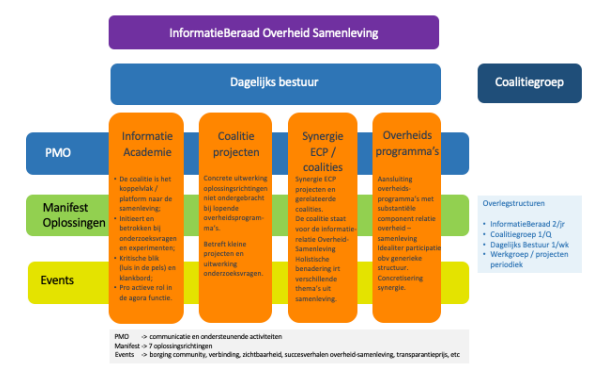 InformatieBeraad Overheid Samenleving
Dagelijks bestuur
Coalitiegroep
PMO
Manifest
Oplossingen
Events
Informatie
Academie
• De coalitie is het
koppelvlak /
platform naar de
samenleving;
• Initieert en
betrokken bij
onderzoeksvragen
en experimenten;
• Kritische blik
(luis in de pels) en
klankbord;
• Pro actieve rol in
de agora functie.
Coalitie
projecten
Concrete uitwerking
oplossingsrichtingen
niet ondergebracht
bij lopende
overheidsprogram-
ma's.
Betreft kleine
projecten en
uitwerking
onderzoeksvragen.
Synergie
ECP /
coalities
Synergie ECP
projecten en
gerelateerde
coalities.
De coalitie staat
voor de informatie-
relatie Overheid-
Samenleving
Holistische
benadering irt
verschillende
thema's uit
samenleving.
Overheids
programma's
Aansluiting
overheids-
programma's met
substantiële
component relatie
overheid –
samenleving
Idealiter participatie
obv generieke
structuur.
Concretisering
synergie.
Overlegstructuren
• InformatieBeraad 2/jr
• Coalitiegroep 1/Q
• Dagelijks Bestuur 1/wk
• Werkgroep / projecten
periodiek
PMO -> communicatie en ondersteunende activiteiten
Manifest -> 7 oplossingsrichtingen
Events -> borging community, verbinding, zichtbaarheid, succesverhalen overheid-samenleving, transparantieprijs, etc